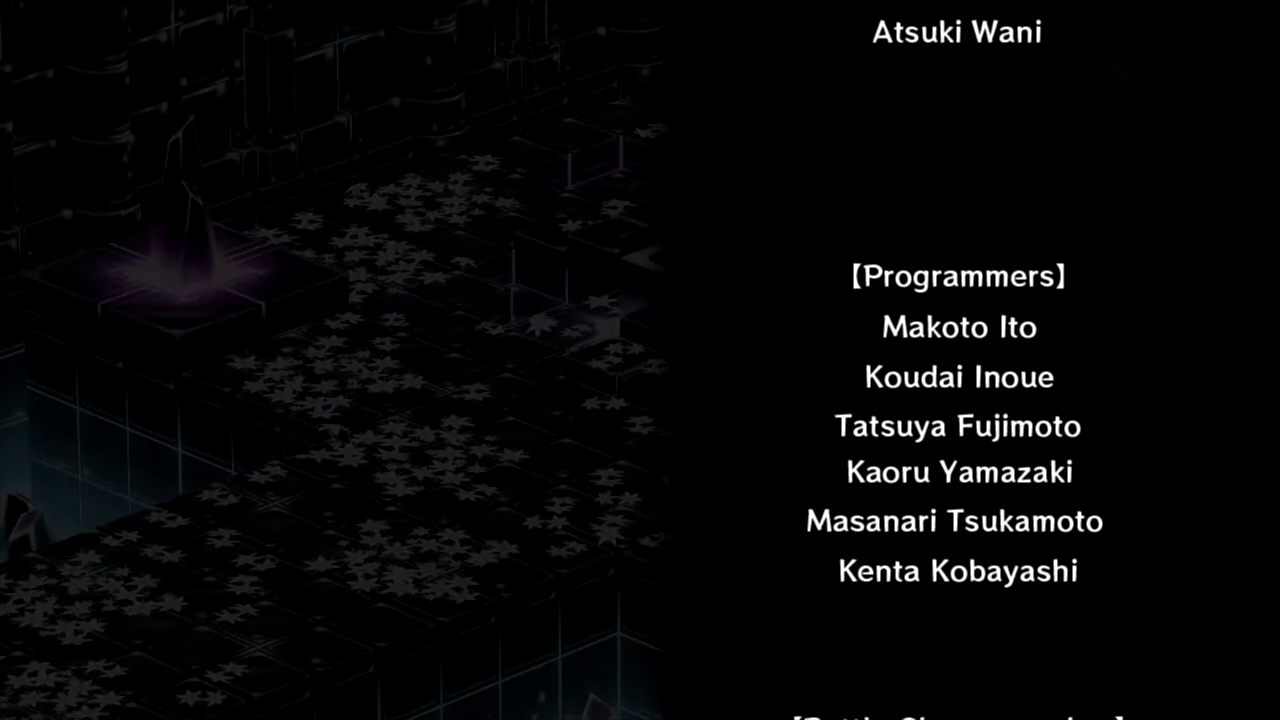 Atsuki Wani
【Programmers】
Makoto Ito
Koudai Inoue
Tatsuya Fujimoto
Kaoru Yamazaki
Masanari Tsukamoto
Kenta Kobayashi